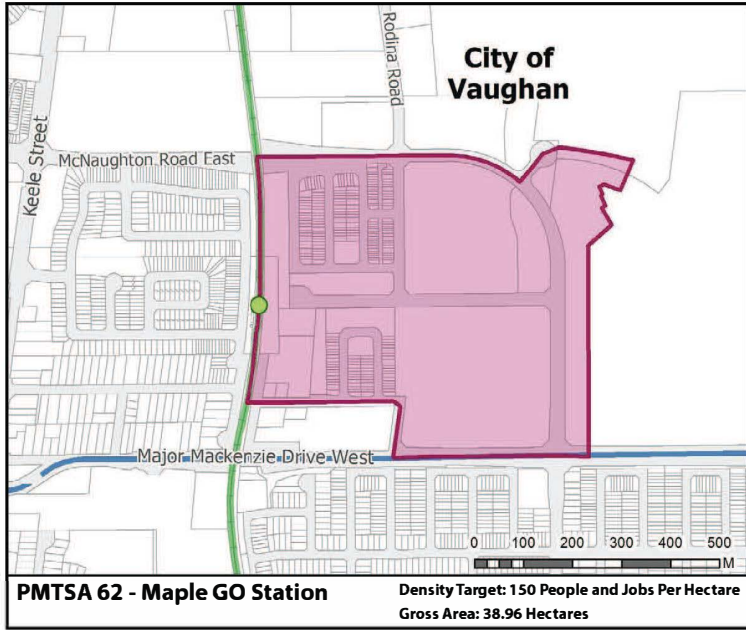 City of
Vaughan
Rodina Road
Keele Street
McNaughton Road East
Major Mackenzie Drive West
0 100 200 300 400 500
M
PMTSA 62 - Maple GO Station
Density Target: 150 People and Jobs Per Hectare
Gross Area: 38.96 Hectares